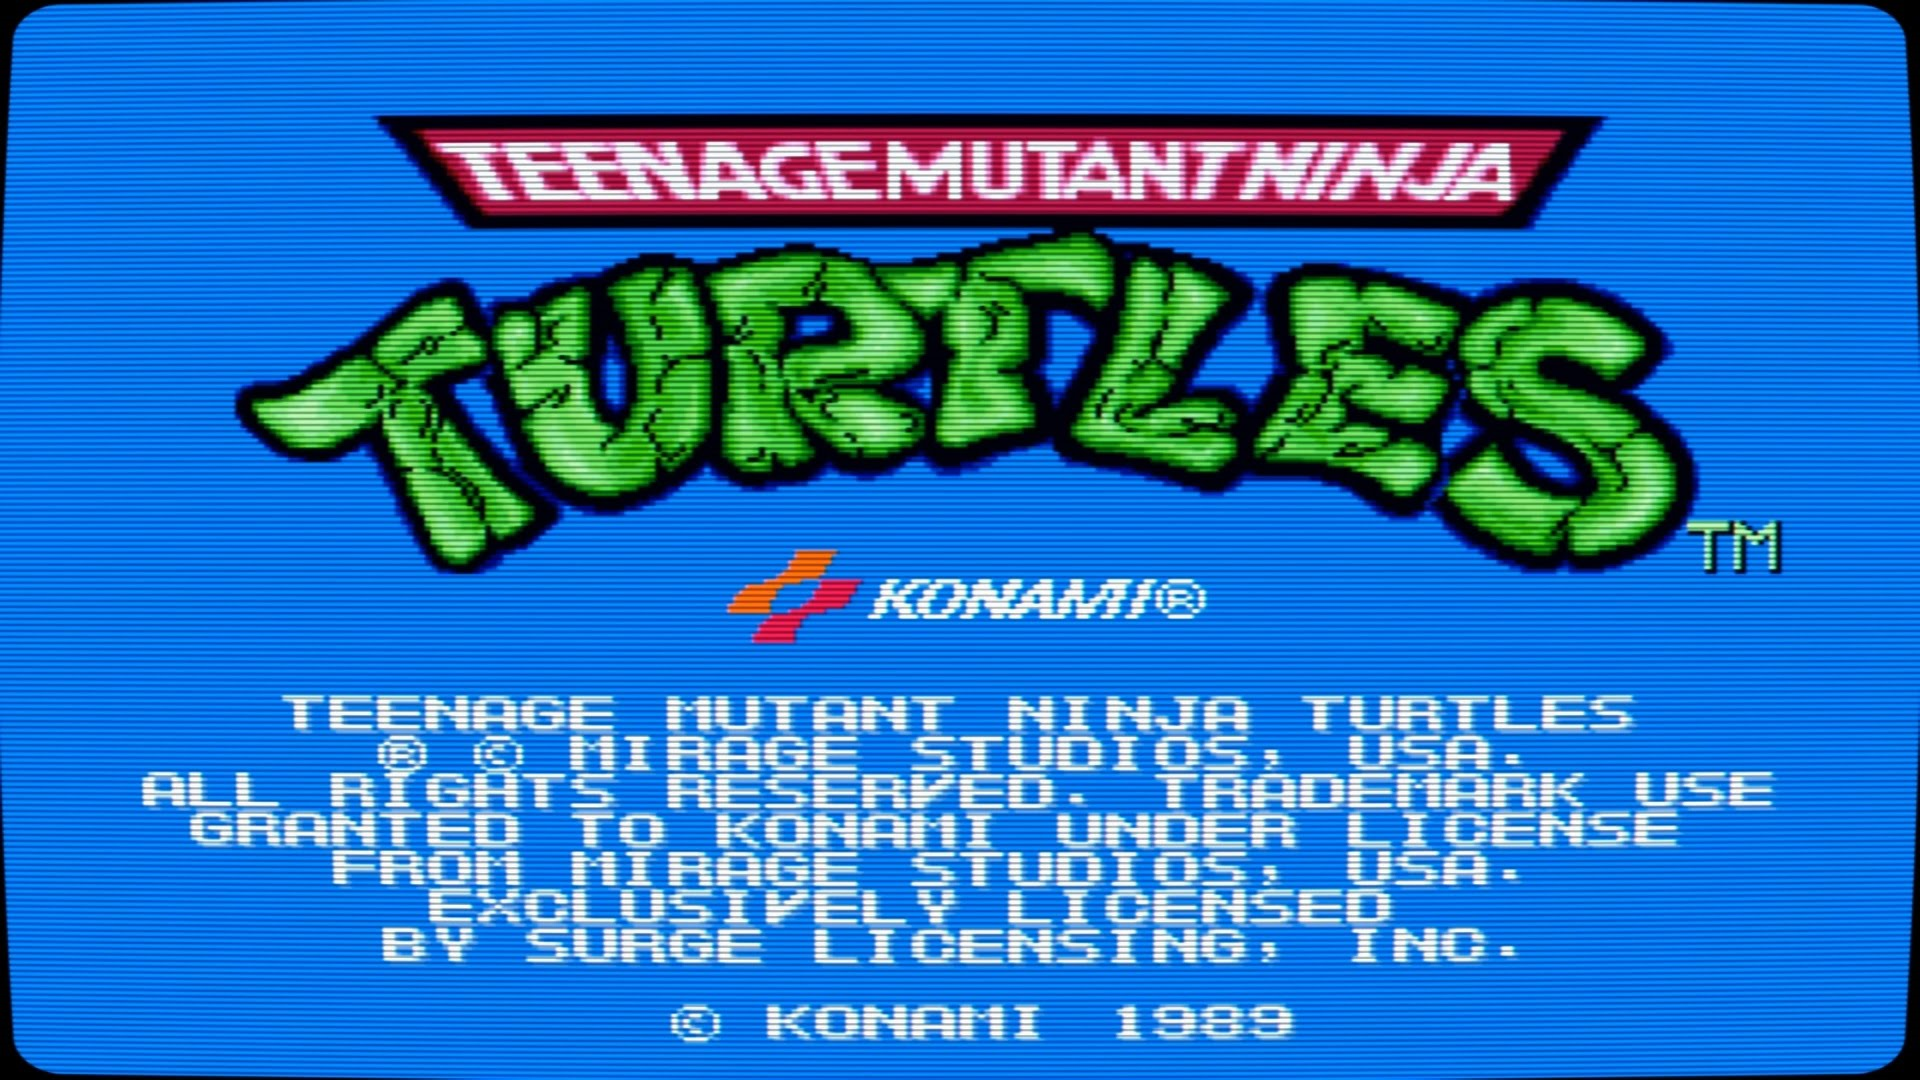 TEENAGE MUTANT NINJA
TURTLES
TM
KONAMI®
TEENAGE MUTANT NINJA TURTLES
® © MIRAGE STUDIOS, USA.
ALL RIGHTS RESERVED. TRADEMARK USE
GRANTED TO KONAMI UNDER LICENSE
FROM MIRAGE STUDIOS, USA.
EXCLUSIVELY LICENSED
BY SURGE LICENSING, INC.
© KONAMI 1989